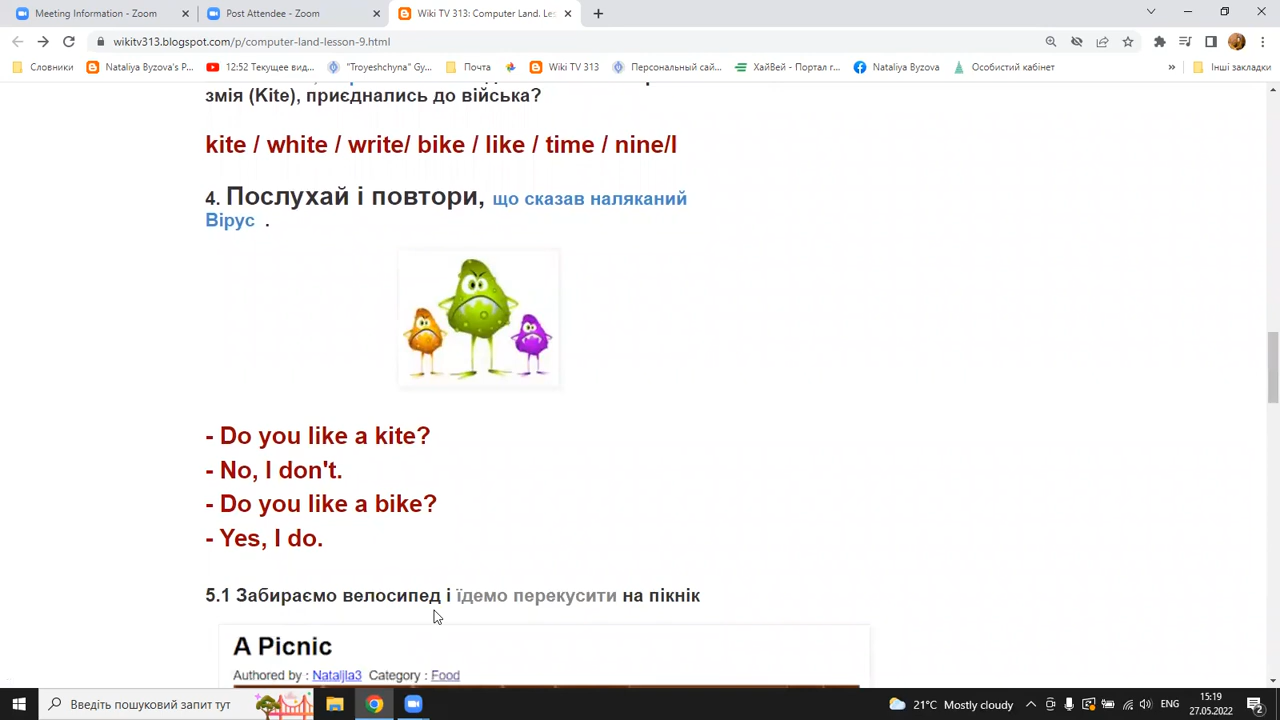 Meeting Information - Zoom
Post Attendee - Zoom
Wiki TV 313: Computer Land. Les
wikitv313.blogspot.com/p/computer-land-lesson-9.html
Словники
Nataliya Byzova's P...
12:52 Текущее вид...
"Troyeshchyna" Gy...
Почта
Wiki TV 313
Персональный сай...
ХайВей - Портал г...
Nataliya Byzova
Особистий кабінет
»
Інші закладки
змія (Kite), приєднались до війська?
kite / white / write/ bike / like / time / nine/I
4. Послухай і повтори, що сказав наляканий
Вірус .
- Do you like a kite?
- No, I don't.
- Do you like a bike?
- Yes, I do.
5.1 Забираємо велосипед і їдемо перекусити на пікнік
A Picnic
Authored by : Nataljla3 Category : Food
Введіть пошуковий запит тут
21°C Mostly cloudy
ENG
15:19
27.05.2022
2